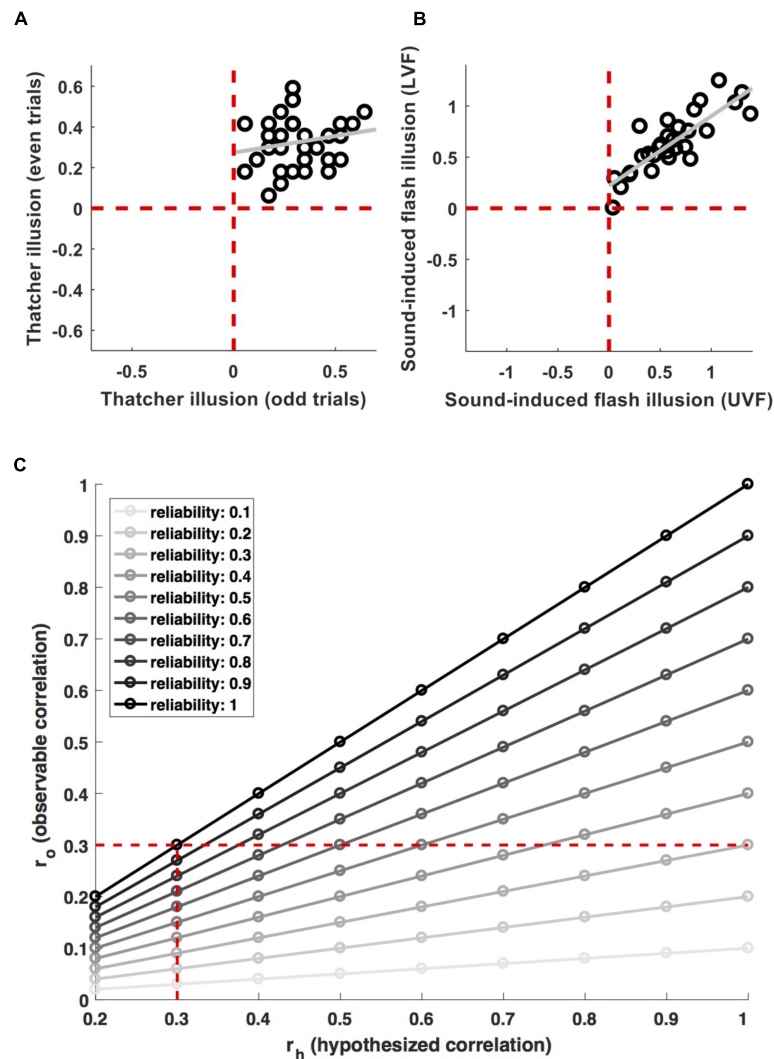 A
Thatcher illusion (even trials)
0.6
0.4
0.2
0
-0.2
-0.4
-0.6
-0.5
0
0.5
Thatcher illusion (odd trials)
B
Sound-induced flash illusion (LVF)
1
0.5
0
-0.5
-1
-1
-0.5
0
0.5
1
Sound-induced flash illusion (UVF)
C
r_o (observable correlation)
1
0.9
0.8
0.7
0.6
0.5
0.4
0.3
0.2
0.1
0
reliability: 0.1
reliability: 0.2
reliability: 0.3
reliability: 0.4
reliability: 0.5
reliability: 0.6
reliability: 0.7
reliability: 0.8
reliability: 0.9
reliability: 1
0.2
0.3
0.4
0.5
0.6
0.7
0.8
0.9
1
r_h (hypothesized correlation)